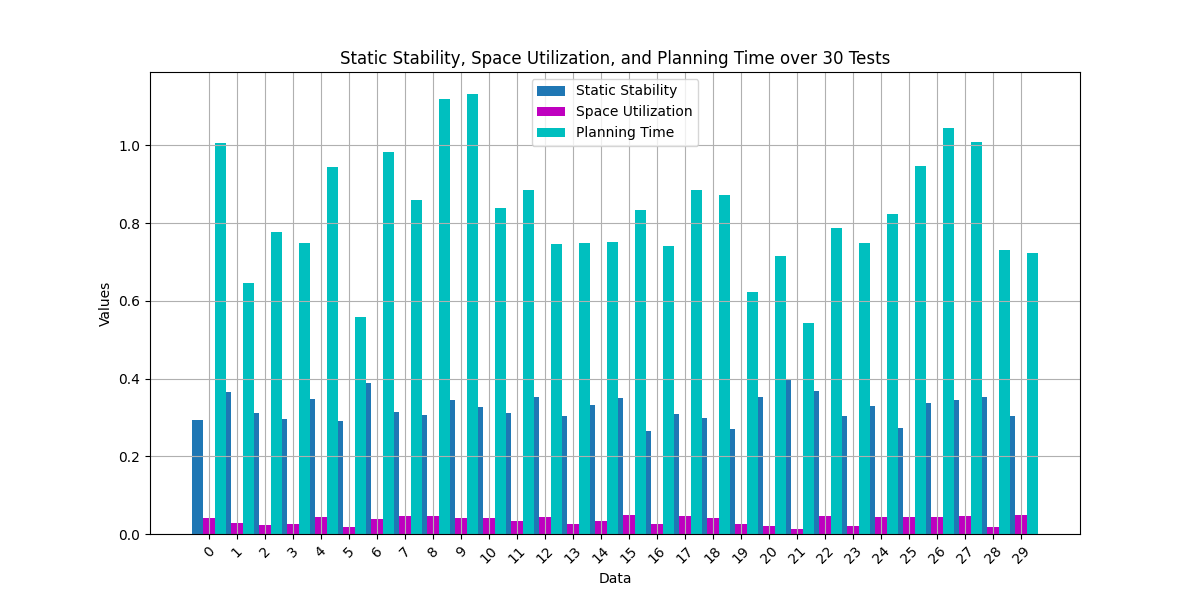 Static Stability, Space Utilization, and Planning Time over 30 Tests
Static Stability
Space Utilization
Planning Time
Values
1.0
0.8
0.6
0.4
0.2
0.0
0 1 2 3 4 5 6 7 8 9 10 11 12 13 14 15 16 17 18 19 20 21 22 23 24 25 26 27 28 29
Data